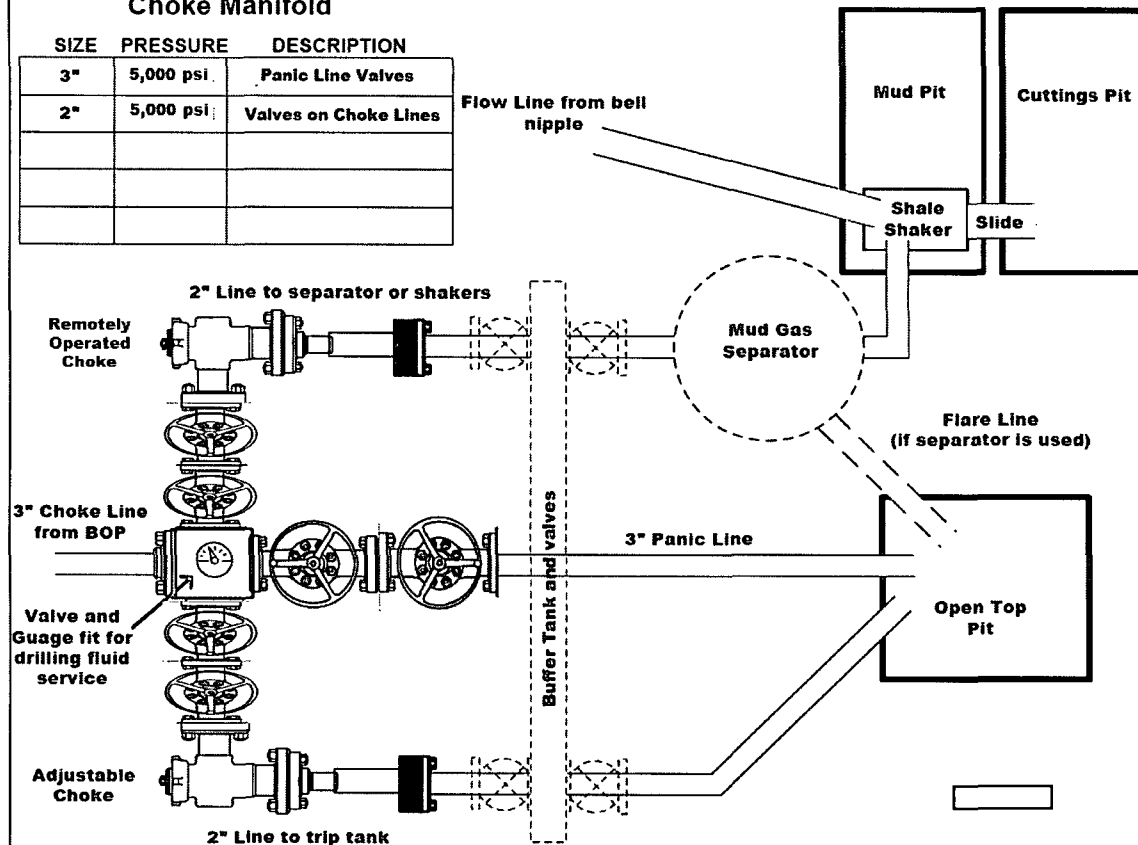 Choke Manifold
SIZE PRESSURE DESCRIPTION
3" 5,000 psi Panic Line Valves
2" 5,000 psi Valves on Choke Lines
Flow Line from bell
nipple
Mud Pit
Cuttings Pit
Shale
Shaker
Slide
2" Line to separator or shakers
Remotely
Operated
Choke
Mud Gas
Separator
Flare Line
(if separator is used)
3" Choke Line
from BOP
3" Panic Line
Buffer Tank and valves
Open Top
Pit
Valve and
Guage fit for
drilling fluid
service
Adjustable
Choke
2" Line to trip tank